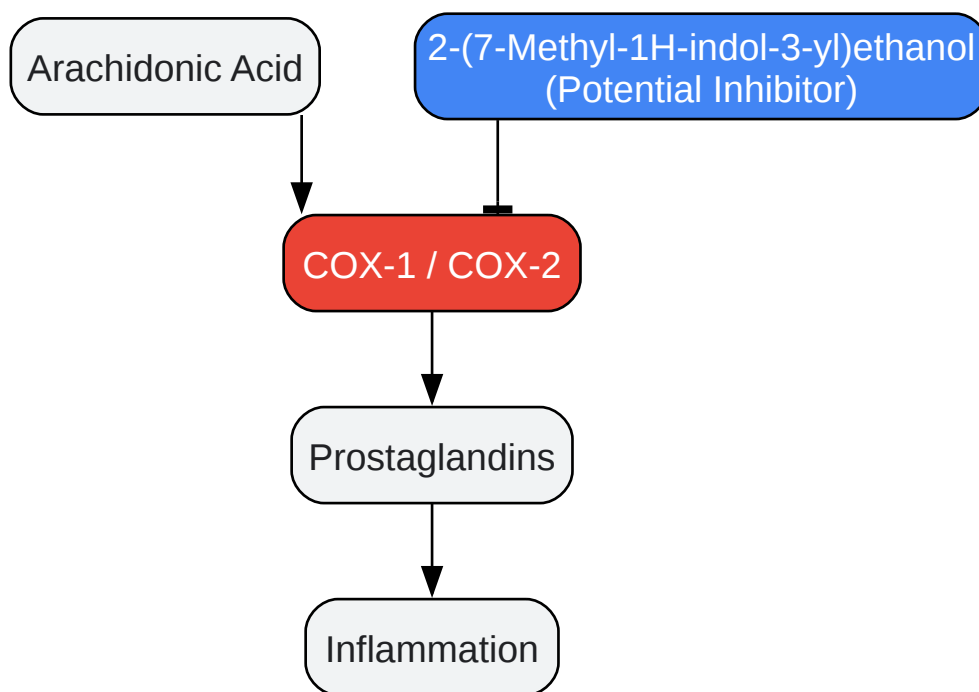 Arachidonic Acid
2-(7-Methyl-1H-indol-3-yl)ethanol
(Potential Inhibitor)
COX-1 / COX-2
Prostaglandins
Inflammation